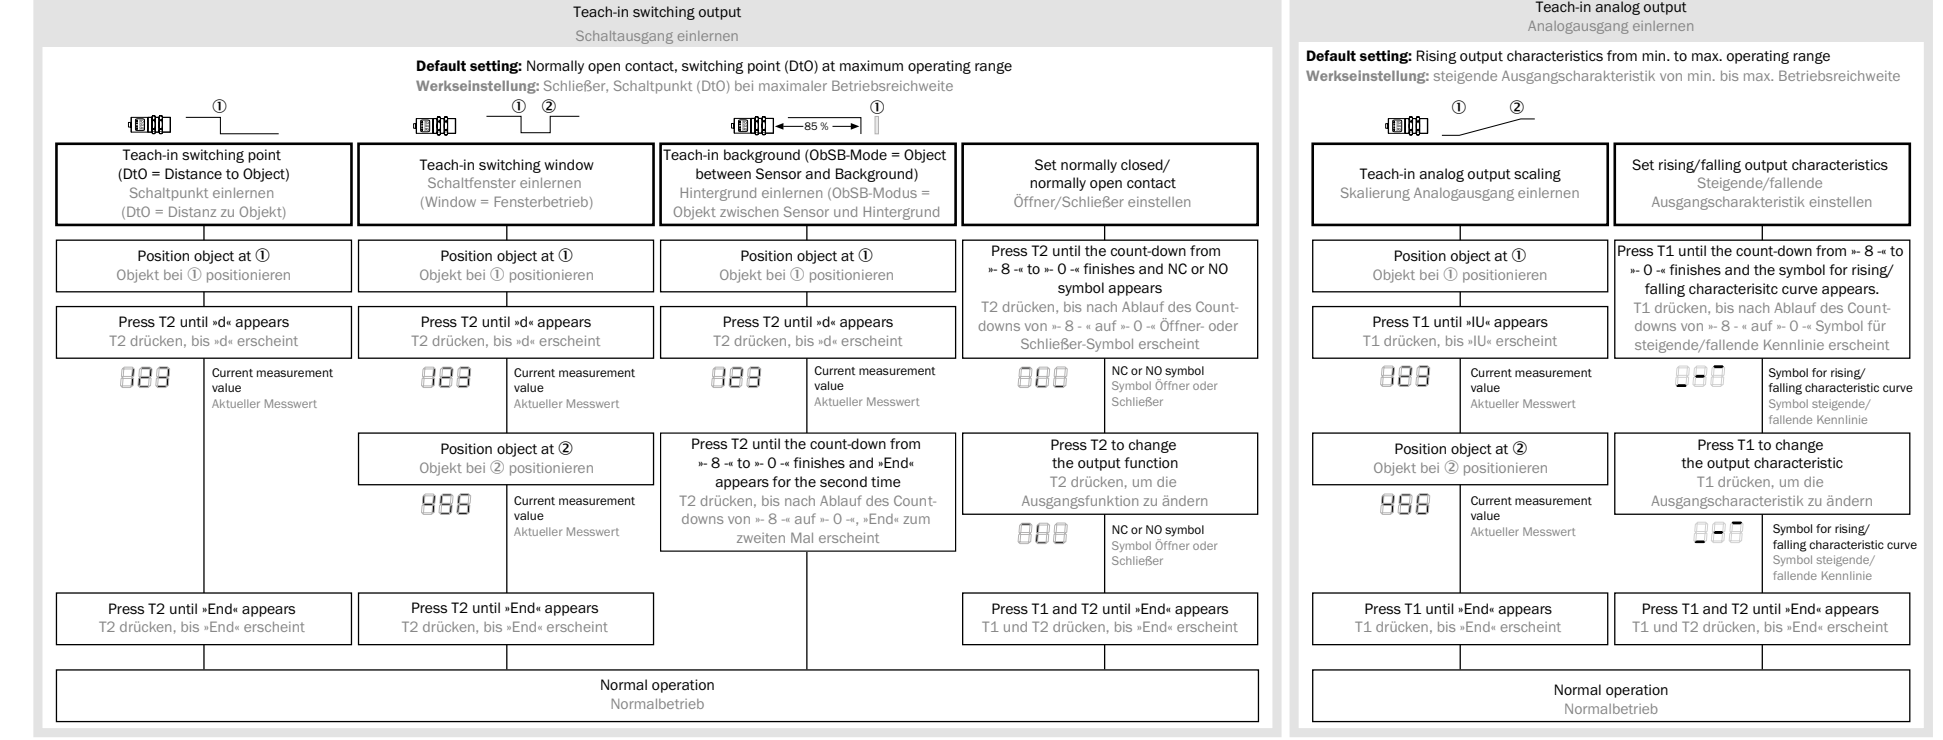 Teach-in switching output
Schaltausgang einlernen
Default setting: Normally open contact, switching point (DtO) at maximum operating range
Werkseinstellung: Schließer, Schaltpunkt (DtO) bei maximaler Betriebsreichweite
①
① ②
85 %
①
Teach-in switching point
(DtO = Distance to Object)
Schaltpunkt einlernen
(DtO = Distanz zu Objekt)
Position object at ①
Objekt bei ① positionieren
Press T2 until »d« appears
T2 drücken, bis »d« erscheint
123
Current measurement
value
Aktueller Messwert
Press T2 until »End« appears
T2 drücken, bis »End« erscheint
Teach-in switching window
Schaltfenster einlernen
(Window = Fensterbetrieb)
Position object at ①
Objekt bei ① positionieren
Press T2 until »d« appears
T2 drücken, bis »d« erscheint
123
Current measurement
value
Aktueller Messwert
Position object at ②
Objekt bei ② positionieren
456
Current measurement
value
Aktueller Messwert
Press T2 until »End« appears
T2 drücken, bis »End« erscheint
Teach-in background (ObSB-Mode = Object
between Sensor and Background)
Hintergrund einlernen (ObSB-Modus =
Objekt zwischen Sensor und Hintergrund
Position object at ①
Objekt bei ① positionieren
Press T2 until »d« appears
T2 drücken, bis »d« erscheint
123
Current measurement
value
Aktueller Messwert
Press T2 until the count-down from
»- 8 -« to »- 0 -« finishes and »End«
appears for the second time
T2 drücken, bis nach Ablauf des Count-
downs von »- 8 -« auf »- 0 -«, »End« zum
zweiten Mal erscheint
Set normally closed/
normally open contact
Öffner/Schließer einstellen
Press T2 until the count-down from
»- 8 -« to »- 0 -« finishes and NC or NO
symbol appears
T2 drücken, bis nach Ablauf des Count-
downs von »- 8 - « auf »- 0 -« Öffner- oder
Schließer-Symbol erscheint
NC or NO symbol
Symbol Öffner oder
Schließer
Press T2 to change
the output function
T2 drücken, um die
Ausgangsfunktion zu ändern
NC or NO symbol
Symbol Öffner oder
Schließer
Press T1 and T2 until »End« appears
T1 und T2 drücken, bis »End« erscheint
Normal operation
Normalbetrieb
Teach-in analog output
Analogausgang einlernen
Default setting: Rising output characteristics from min. to max. operating range
Werkseinstellung: steigende Ausgangscharakteristik von min. bis max. Betriebsreichweite
① ②
Teach-in analog output scaling
Skalierung Analogausgang einlernen
Position object at ①
Objekt bei ① positionieren
Press T1 until »IU« appears
T1 drücken, bis »IU« erscheint
123
Current measurement
value
Aktueller Messwert
Position object at ②
Objekt bei ② positionieren
456
Current measurement
value
Aktueller Messwert
Press T1 until »End« appears
T1 drücken, bis »End« erscheint
Set rising/falling output characteristics
Steigende/fallende
Ausgangscharakteristik einstellen
Press T1 until the count-down from »- 8 -« to
»- 0 -« finishes and the symbol for rising/
falling characterisitc curve appears.
T1 drücken, bis nach Ablauf des Count-
downs von »- 8 - « auf »- 0 -« Symbol für
steigende/fallende Kennlinie erscheint
Symbol for rising/
falling characteristic curve
Symbol steigende/
fallende Kennlinie
Press T1 to change
the output characteristic
T1 drücken, um die
Ausgangscharacteristik zu ändern
Symbol for rising/
falling characteristic curve
Symbol steigende/
fallende Kennlinie
Press T1 and T2 until »End« appears
T1 und T2 drücken, bis »End« erscheint
Normal operation
Normalbetrieb